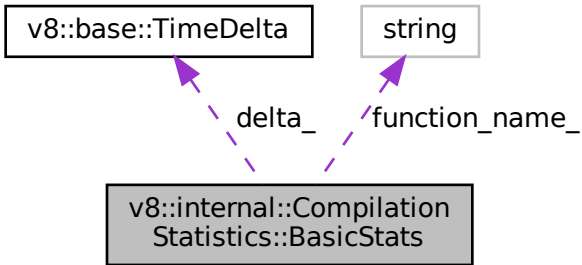 v8::base::TimeDelta
string
delta_
function_name_
v8::internal::Compilation
Statistics::BasicStats